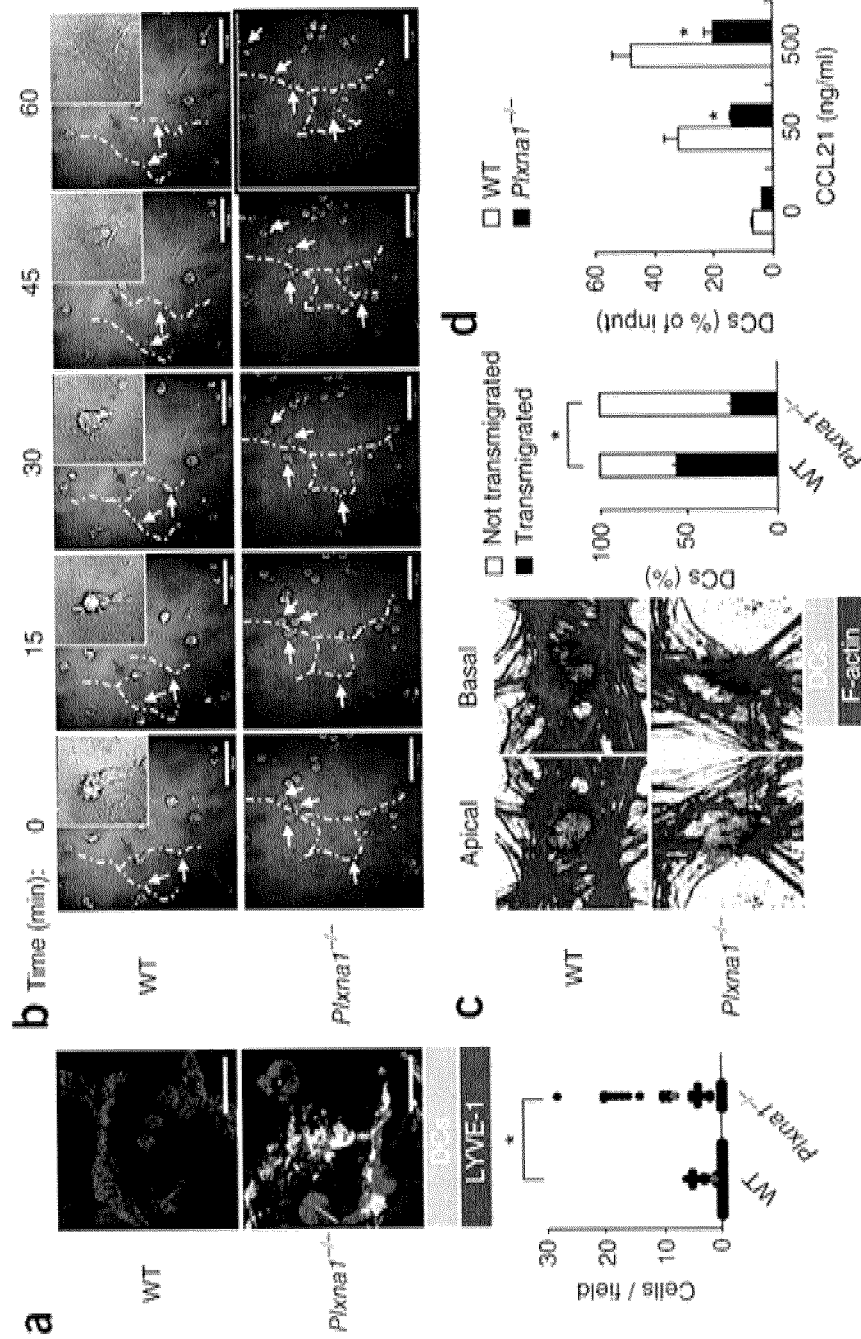 a
WT
Plxna1⁻/⁻
DCs
LYVE-1
Cells / field
30
20
10
0
*
WT
Plxna1⁻/⁻
b Time (min): 0 15 30 45 60
WT
Plxna1⁻/⁻
c
Apical Basal
WT
Plxna1⁻/⁻
DCs
F-actin
Not transmigrated
Transmigrated
*
DCs (%)
100
50
0
WT
Plxna1⁻/⁻
d
WT
Plxna1⁻/⁻
DCs (% of input)
60
40
20
0
* *
0 50 500
CCL21 (ng/ml)